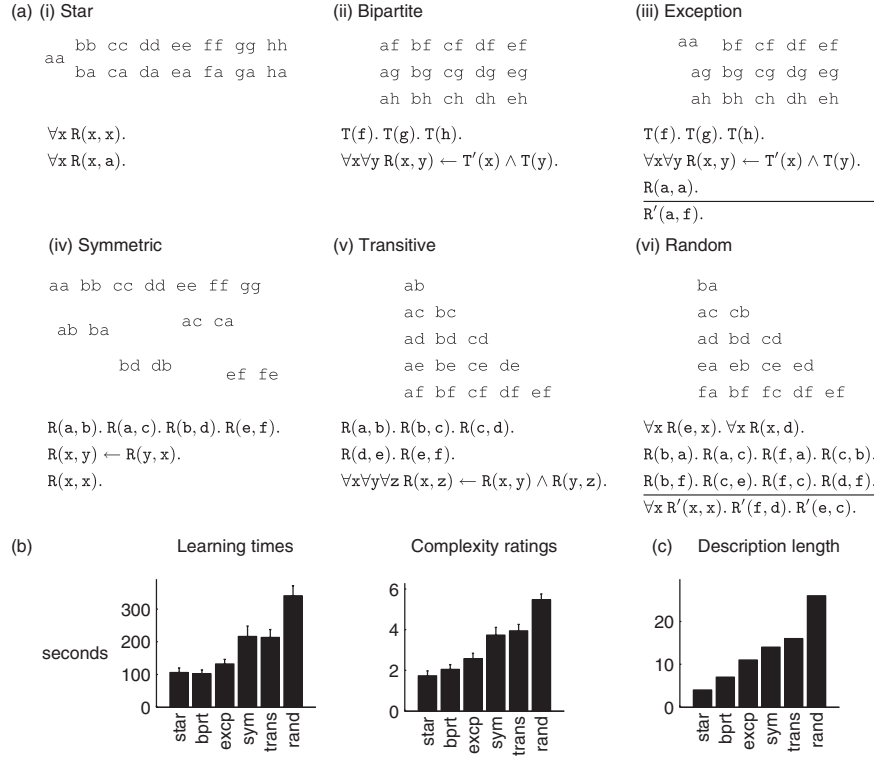 (a) (i) Star (ii) Bipartite (iii) Exception
aa bb cc dd ee ff gg hh
ba ca da ea fa ga ha
af bf cf df ef
ag bg cg dg eg
ah bh ch dh eh
aa bf cf df ef
ag bg cg dg eg
ah bh ch dh eh
∀x R(x, x).
∀x R(x, a).
T(f). T(g). T(h).
∀x∀y R(x, y) ← T′(x) ∧ T(y).
T(f). T(g). T(h).
∀x∀y R(x, y) ← T′(x) ∧ T(y).
R(a, a).
R′(a, f).
(iv) Symmetric (v) Transitive (vi) Random
aa bb cc dd ee ff gg
ab ba ac ca
bd db ef fe
ab
ac bc
ad bd cd
ae be ce de
af bf cf df ef
ba
ac cb
ad bd cd
ea eb ce ed
fa bf fc df ef
R(a, b). R(a, c). R(b, d). R(e, f).
R(x, y) ← R(y, x).
R(x, x).
R(a, b). R(b, c). R(c, d).
R(d, e). R(e, f).
∀x∀y∀z R(x, z) ← R(x, y) ∧ R(y, z).
∀x R(e, x). ∀x R(x, d).
R(b, a). R(a, c). R(f, a). R(c, b).
R(b, f). R(c, e). R(f, c). R(d, f).
∀x R′(x, x). R′(f, d). R′(e, c).
(b) Learning times Complexity ratings (c) Description length
seconds
300
200
100
0
star bprt excp sym trans rand
6
4
2
0
star bprt excp sym trans rand
20
10
0
star bprt excp sym trans rand